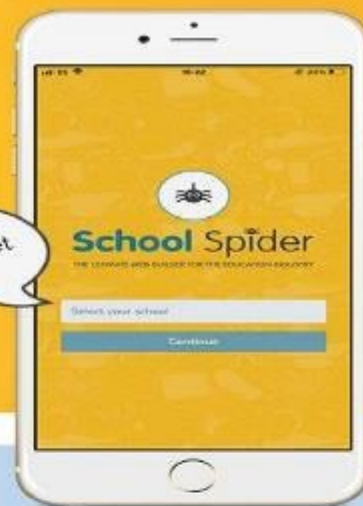 School Spider
THE ULTIMATE WEB BUILDER FOR THE EDUCATION INDUSTRY
Select your school
Continue